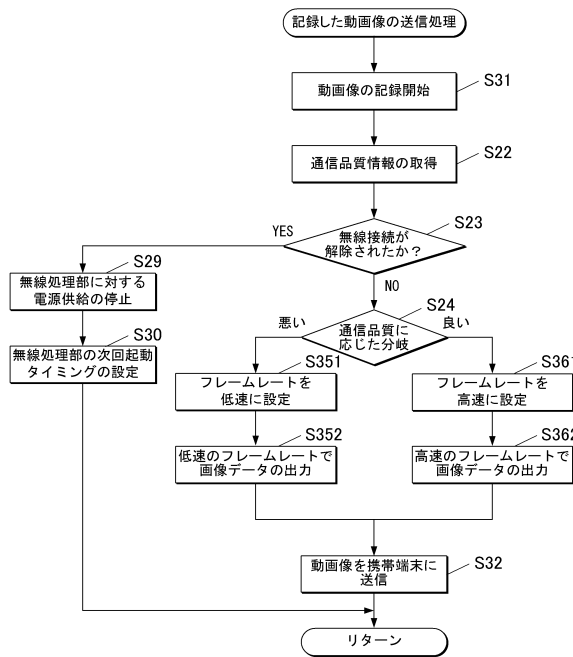 記録した動画像の送信処理
S31
動画像の記録開始
S22
通信品質情報の取得
S23
無線接続が
解除されたか？
YES
NO
S29
無線処理部に対する
電源供給の停止
S30
無線処理部の次回起動
タイミングの設定
S24
通信品質に
応じた分岐
悪い
良い
S351
フレームレートを
低速に設定
S361
フレームレートを
高速に設定
S352
低速のフレームレートで
画像データの出力
S362
高速のフレームレートで
画像データの出力
S32
動画像を携帯端末に
送信
リターン